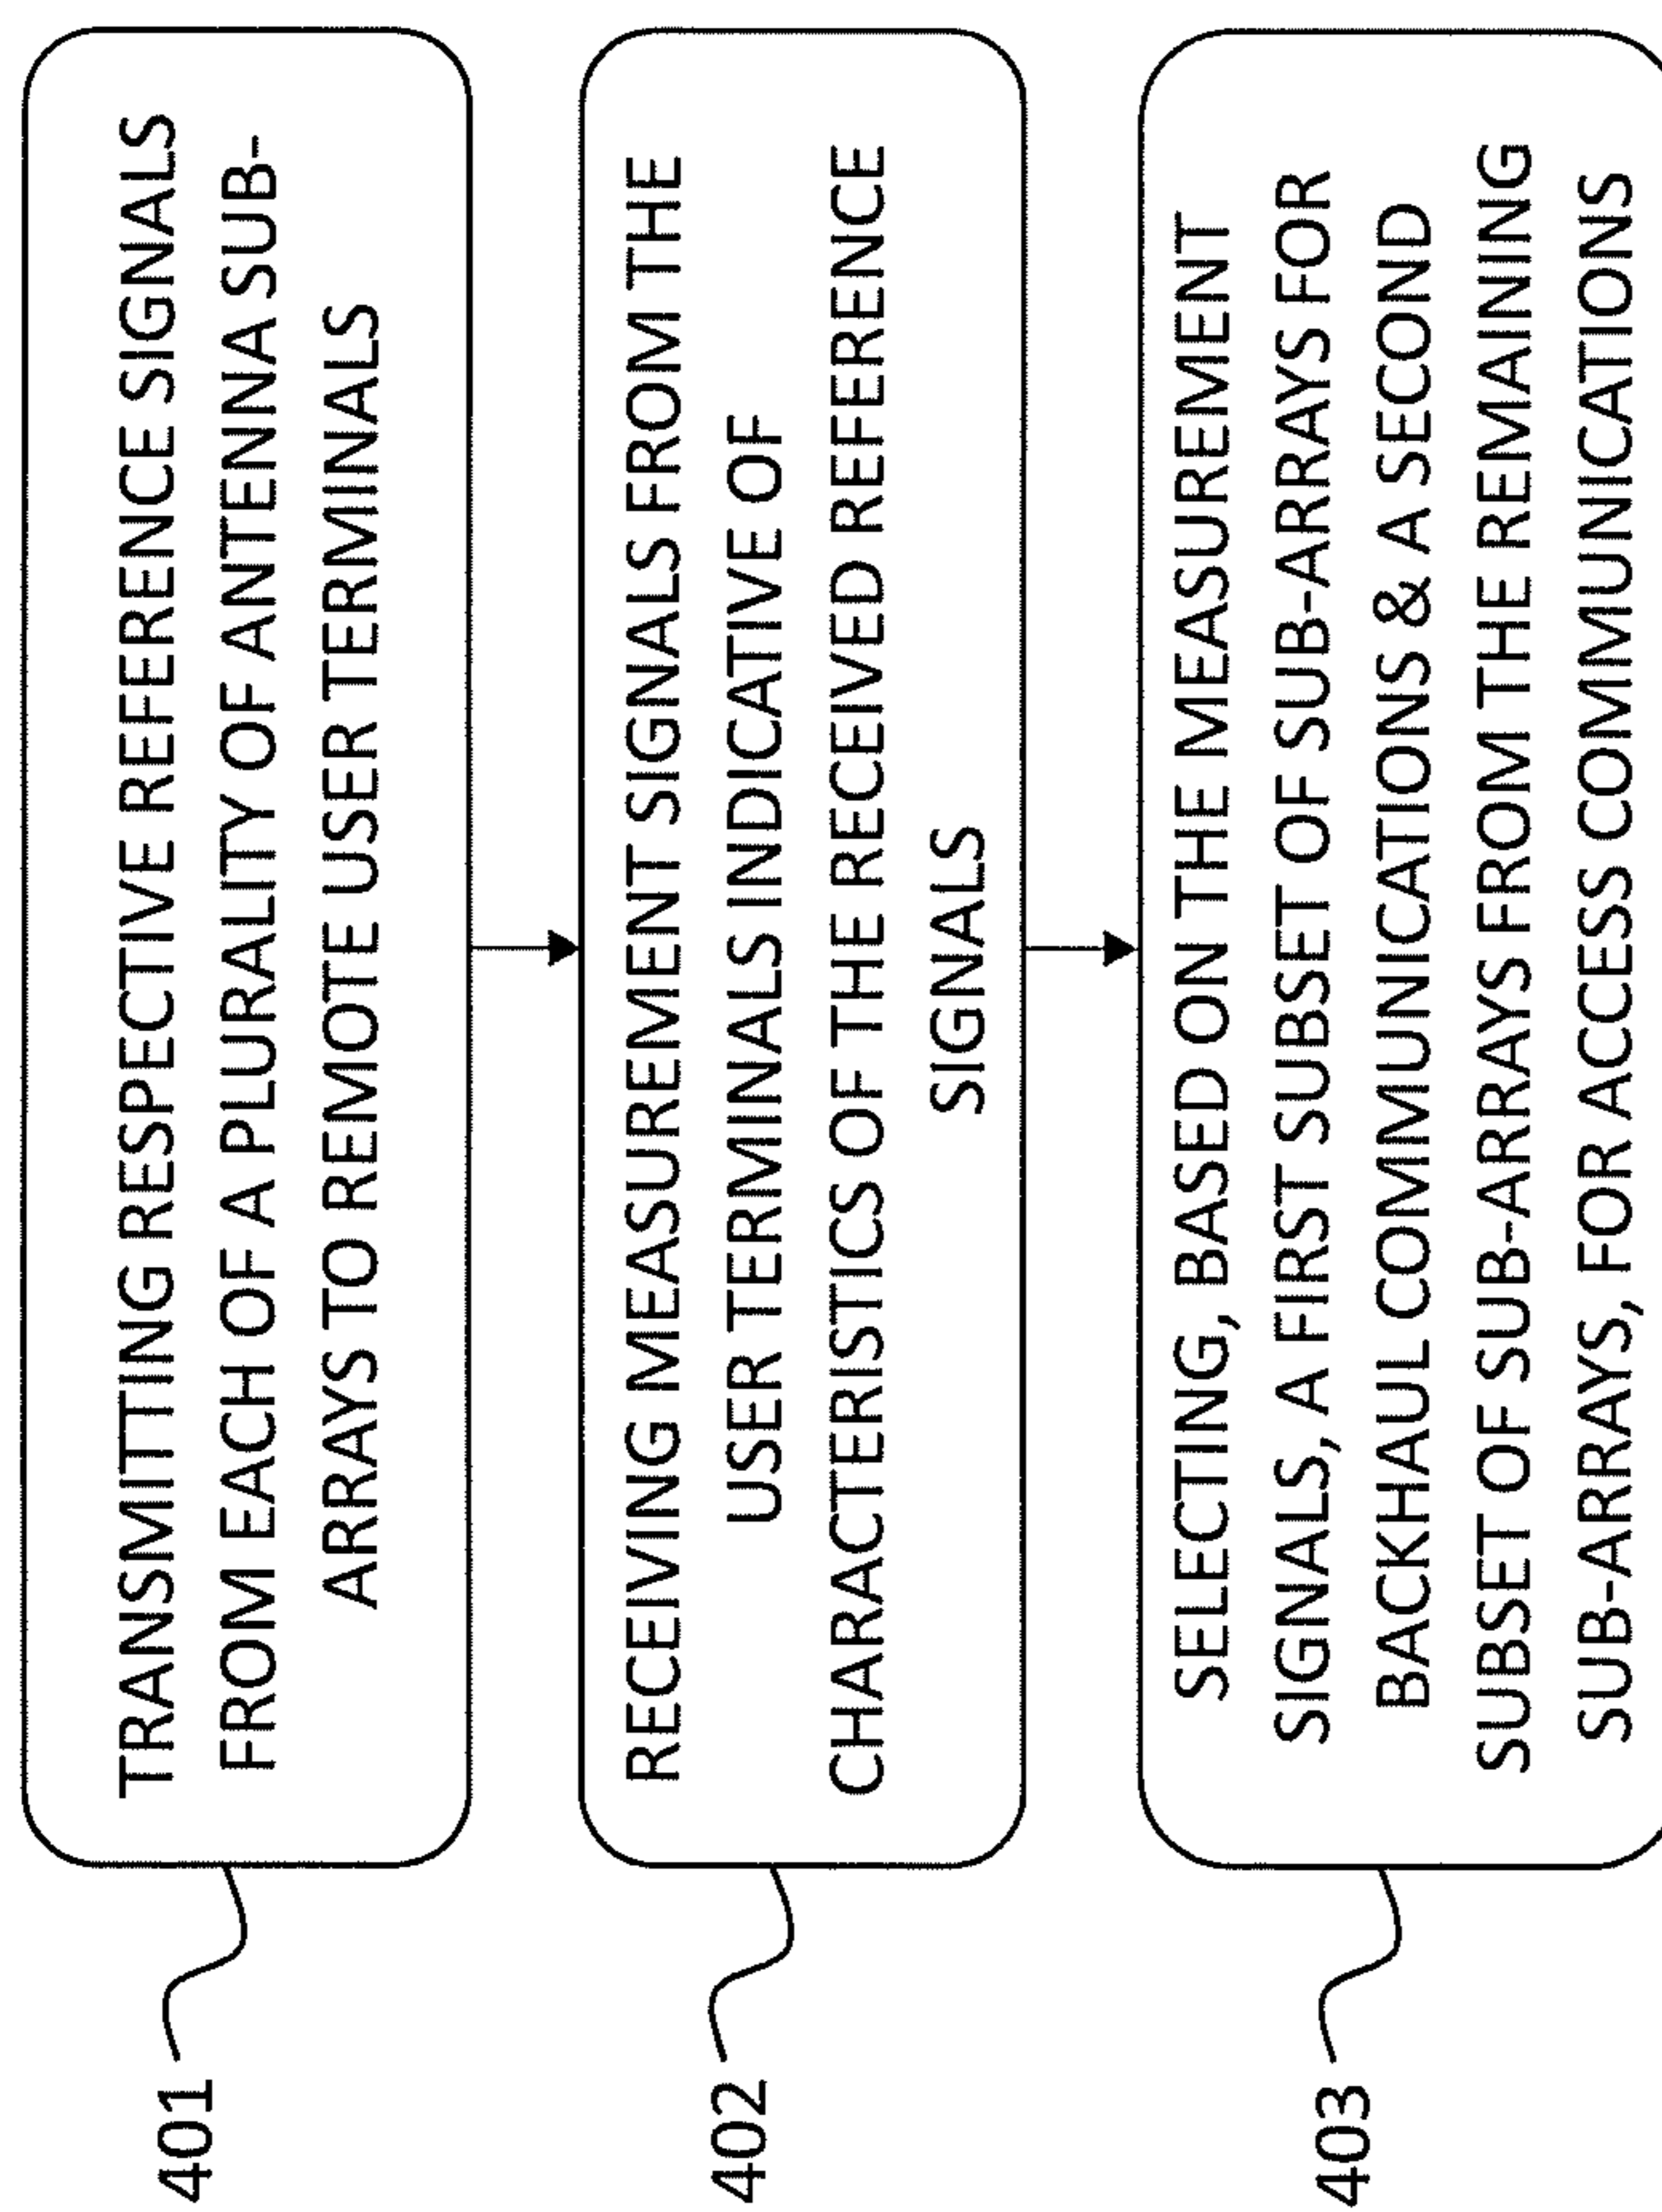 401
TRANSMITTING RESPECTIVE REFERENCE SIGNALS
FROM EACH OF A PLURALITY OF ANTENNA SUB-
ARRAYS TO REMOTE USER TERMINALS
402
RECEIVING MEASUREMENT SIGNALS FROM THE
USER TERMINALS INDICATIVE OF
CHARACTERISTICS OF THE RECEIVED REFERENCE
SIGNALS
403
SELECTING, BASED ON THE MEASUREMENT
SIGNALS, A FIRST SUBSET OF SUB-ARRAYS FOR
BACKHAUL COMMUNICATIONS & A SECOND
SUBSET OF SUB-ARRAYS FROM THE REMAINING
SUB-ARRAYS, FOR ACCESS COMMUNICATIONS